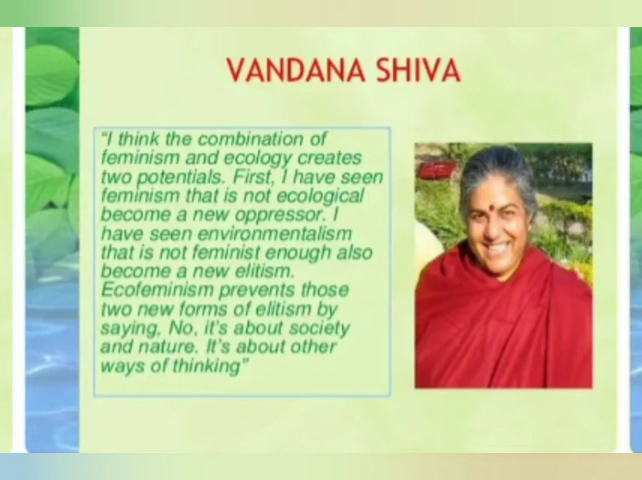 VANDANA SHIVA
“I think the combination of
feminism and ecology creates
two potentials. First, I have seen
feminism that is not ecological
become a new oppressor. I
have seen environmentalism
that is not feminist enough also
become a new elitism.
Ecofeminism prevents those
two new forms of elitism by
saying, No, it’s about society
and nature. It’s about other
ways of thinking”